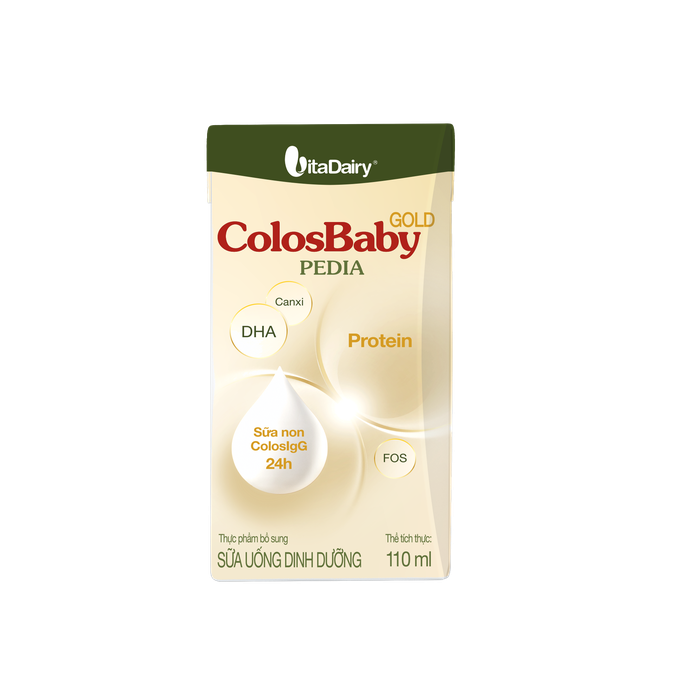 VitaDairy®
GOLD
ColosBaby
PEDIA
Canxi
DHA
Protein
Sữa non
ColosIgG
24h
FOS
Thực phẩm bổ sung
SỮA UỐNG DINH DƯỠNG
Thể tích thực:
110 ml